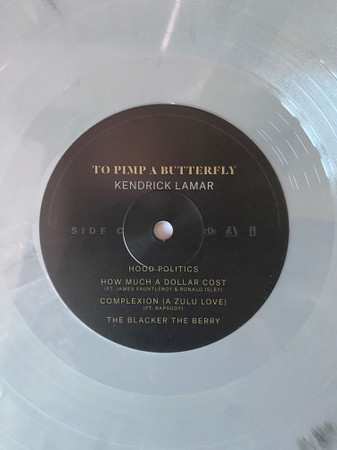 TO PIMP A BUTTERFLY
KENDRICK LAMAR
SIDE C
HOOD POLITICS
HOW MUCH A DOLLAR COST
(FT. JAMES FAUNTLEROY & RONALD ISLEY)
COMPLEXION (A ZULU LOVE)
(FT. RAPSODY)
THE BLACKER THE BERRY